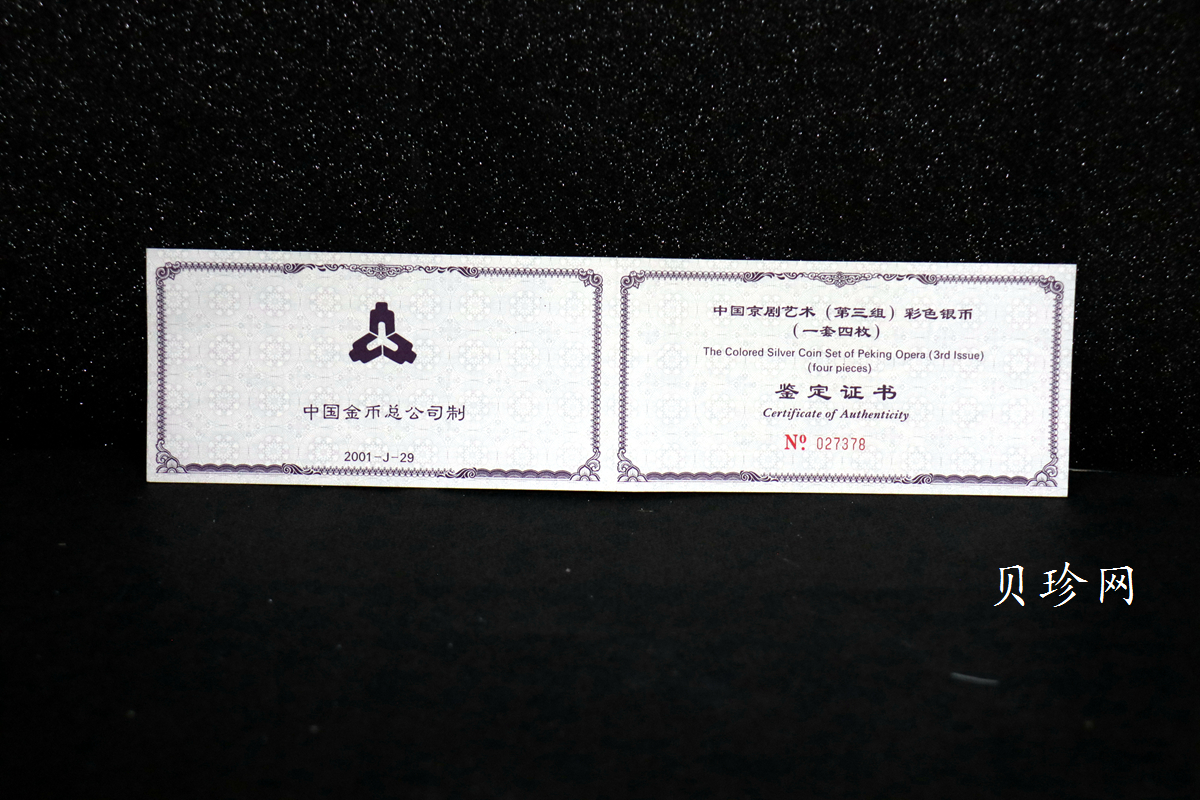 中国金币总公司制
2001-J-29
中国京剧艺术（第三组）彩色银币
（一套四枚）
The Colored Silver Coin Set of Peking Opera (3rd Issue)
(four pieces)
鉴定证书
Certificate of Authenticity
Nº 027378
贝珍网